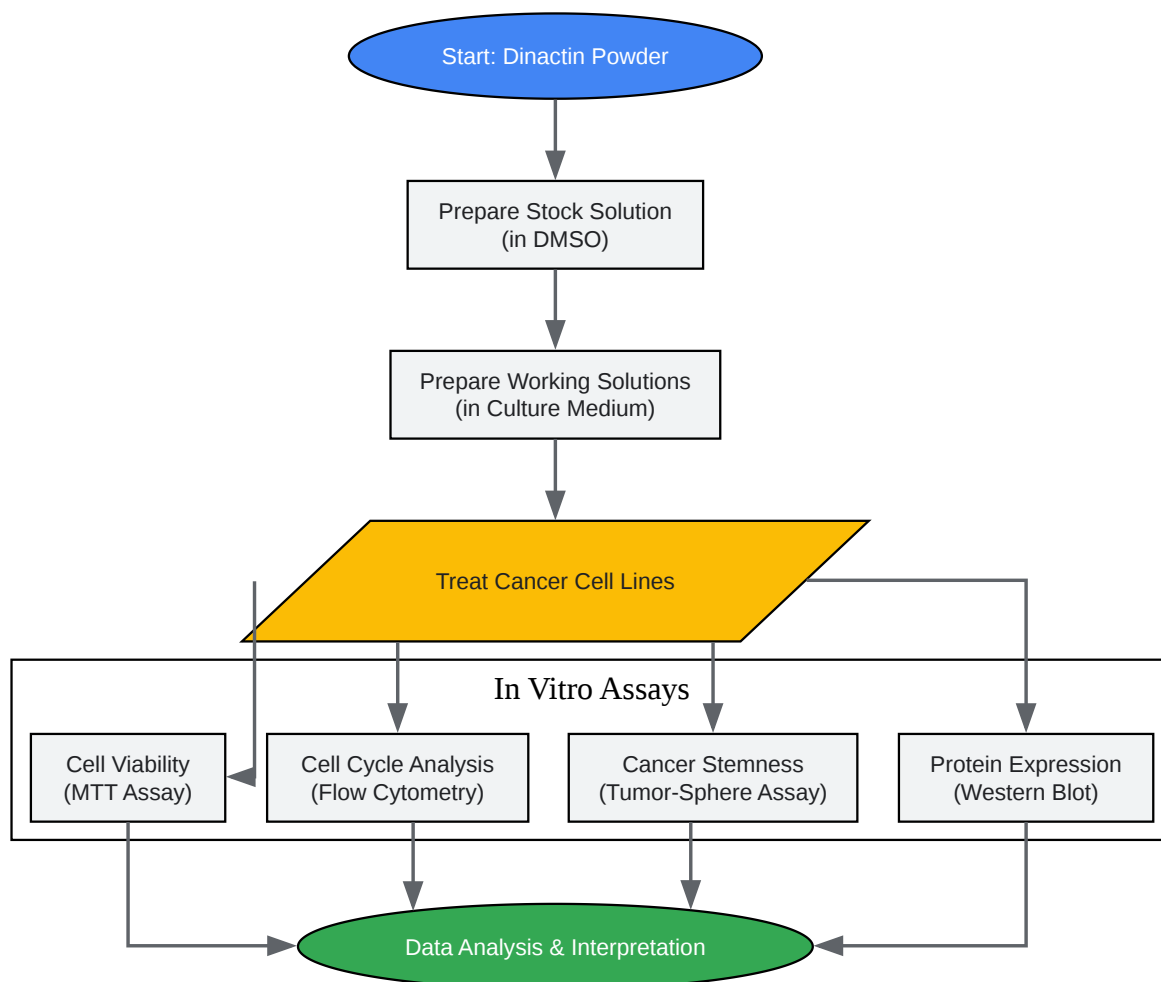 Start: Dinactin Powder
Prepare Stock Solution
(in DMSO)
Prepare Working Solutions
(in Culture Medium)
Treat Cancer Cell Lines
In Vitro Assays
Cell Viability
(MTT Assay)
Cell Cycle Analysis
(Flow Cytometry)
Cancer Stemness
(Tumor-Sphere Assay)
Protein Expression
(Western Blot)
Data Analysis & Interpretation